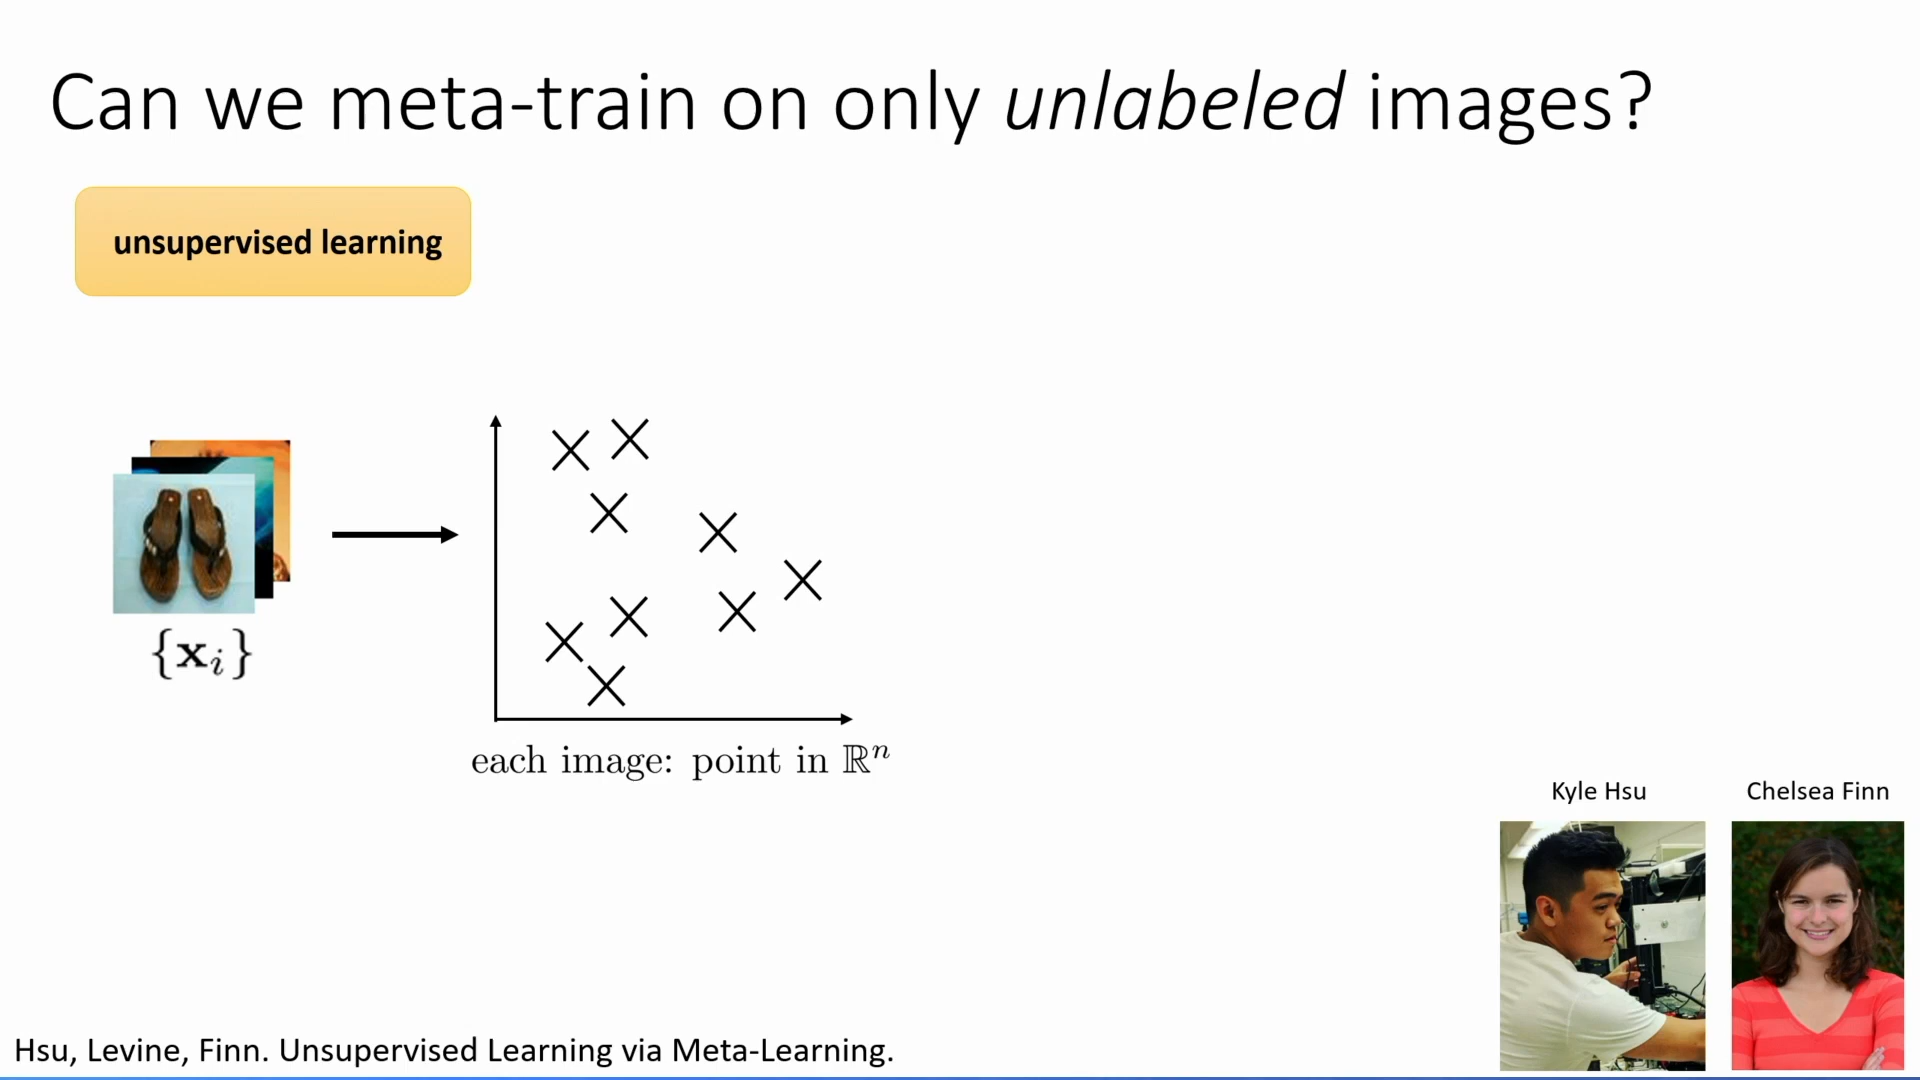 Can we meta-train on only unlabeled images?
unsupervised learning
{x_i}
each image: point in ℝⁿ
Kyle Hsu
Chelsea Finn
Hsu, Levine, Finn. Unsupervised Learning via Meta-Learning.